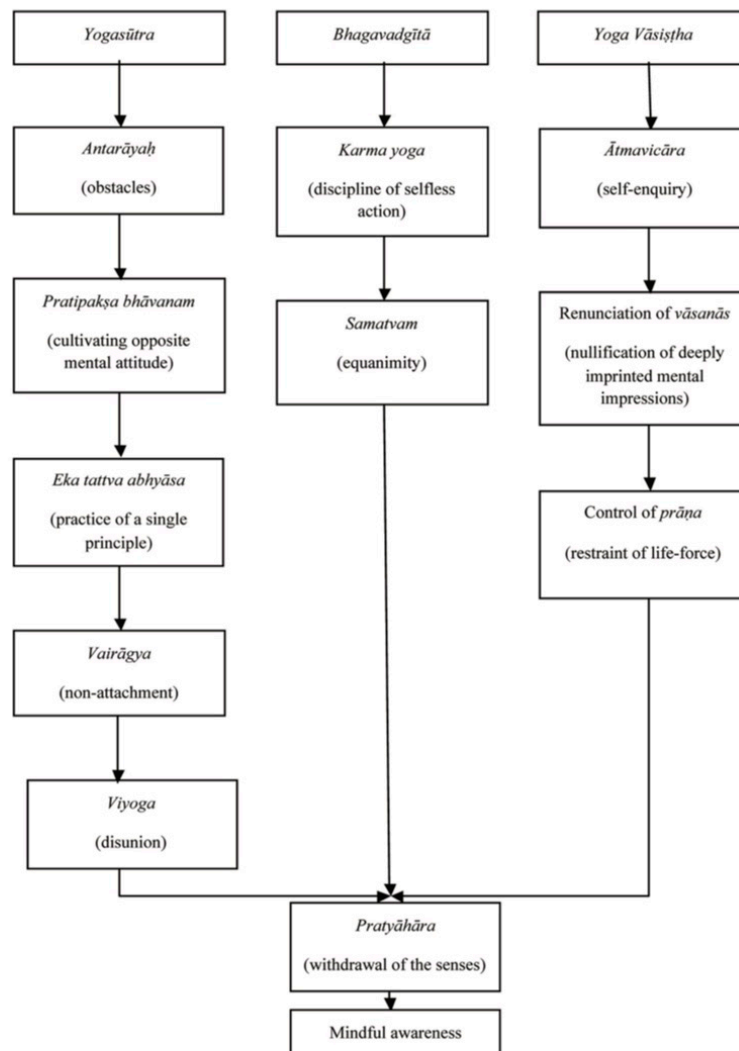 Yogasūtra
Bhagavadgītā
Yoga Vāsiṣṭha
Antarāyaḥ
(obstacles)
Karma yoga
(discipline of selfless
action)
Ātmavicāra
(self-enquiry)
Pratipakṣa bhāvanam
(cultivating opposite
mental attitude)
Samatvam
(equanimity)
Renunciation of vāsanās
(nullification of deeply
imprinted mental
impressions)
Eka tattva abhyāsa
(practice of a single
principle)
Control of prāṇa
(restraint of life-force)
Vairāgya
(non-attachment)
Viyoga
(disunion)
Pratyāhāra
(withdrawal of the senses)
Mindful awareness